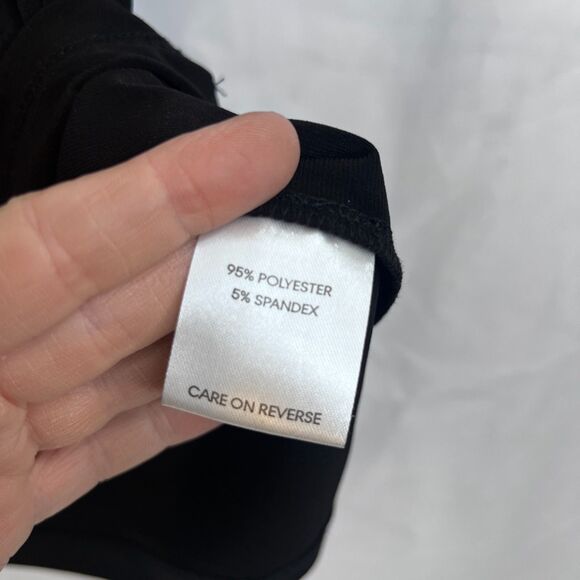 95% POLYESTER
5% SPANDEX
CARE ON REVERSE